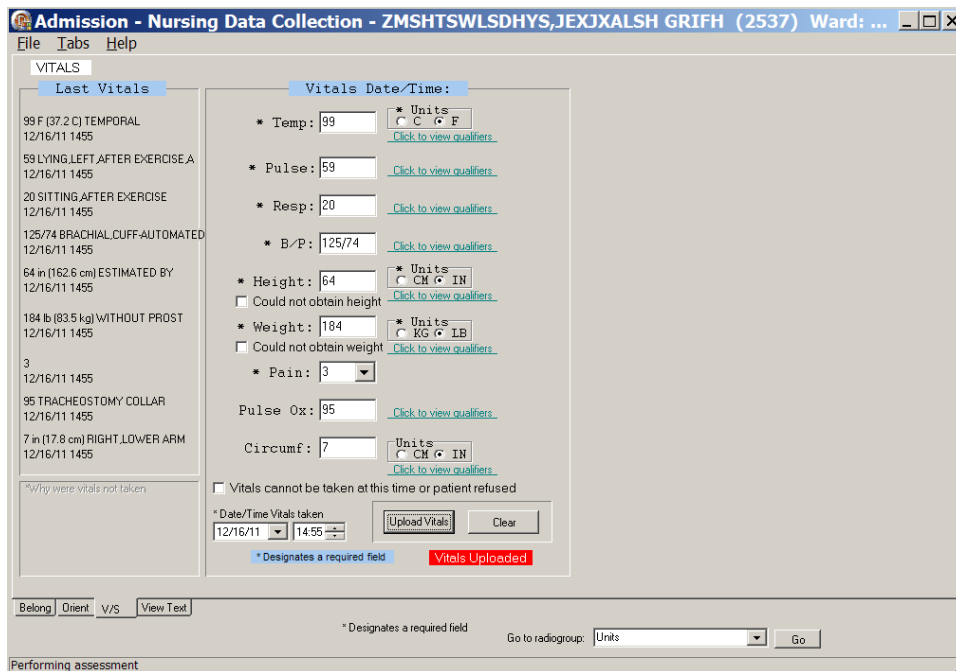 Admission - Nursing Data Collection - ZMSHTSWLSDHYS,JEXJXALSH GRIFH (2537) Ward: ...
File Tabs Help
VITALS
Last Vitals
99 F (37.2 C) TEMPORAL
12/16/11 1455
59 LYING,LEFT,AFTER EXERCISE,A
12/16/11 1455
20 SITTING,AFTER EXERCISE
12/16/11 1455
125/74 BRACHIAL,CUFF-AUTOMATED
12/16/11 1455
64 in (162.6 cm) ESTIMATED BY
12/16/11 1455
184 lb (83.5 kg) WITHOUT PROST
12/16/11 1455
3
12/16/11 1455
95 TRACHEOSTOMY COLLAR
12/16/11 1455
7 in (17.8 cm) RIGHT,LOWER ARM
12/16/11 1455
*Why were vitals not taken
Vitals Date/Time:
* Temp: 99 * Units C F
Click to view qualifiers
* Pulse: 59 Click to view qualifiers
* Resp: 20 Click to view qualifiers
* B/P: 125/74 Click to view qualifiers
* Height: 64 * Units CM IN
Could not obtain height Click to view qualifiers
* Weight: 184 * Units KG LB
Could not obtain weight Click to view qualifiers
* Pain: 3
Pulse Ox: 95 Click to view qualifiers
Circumf: 7 Units CM IN
Click to view qualifiers
Vitals cannot be taken at this time or patient refused
* Date/Time Vitals taken
12/16/11 14:55 Upload Vitals Clear
* Designates a required field Vitals Uploaded
Belong Orient V/S View Text
* Designates a required field
Go to radiogroup: Units Go
Performing assessment